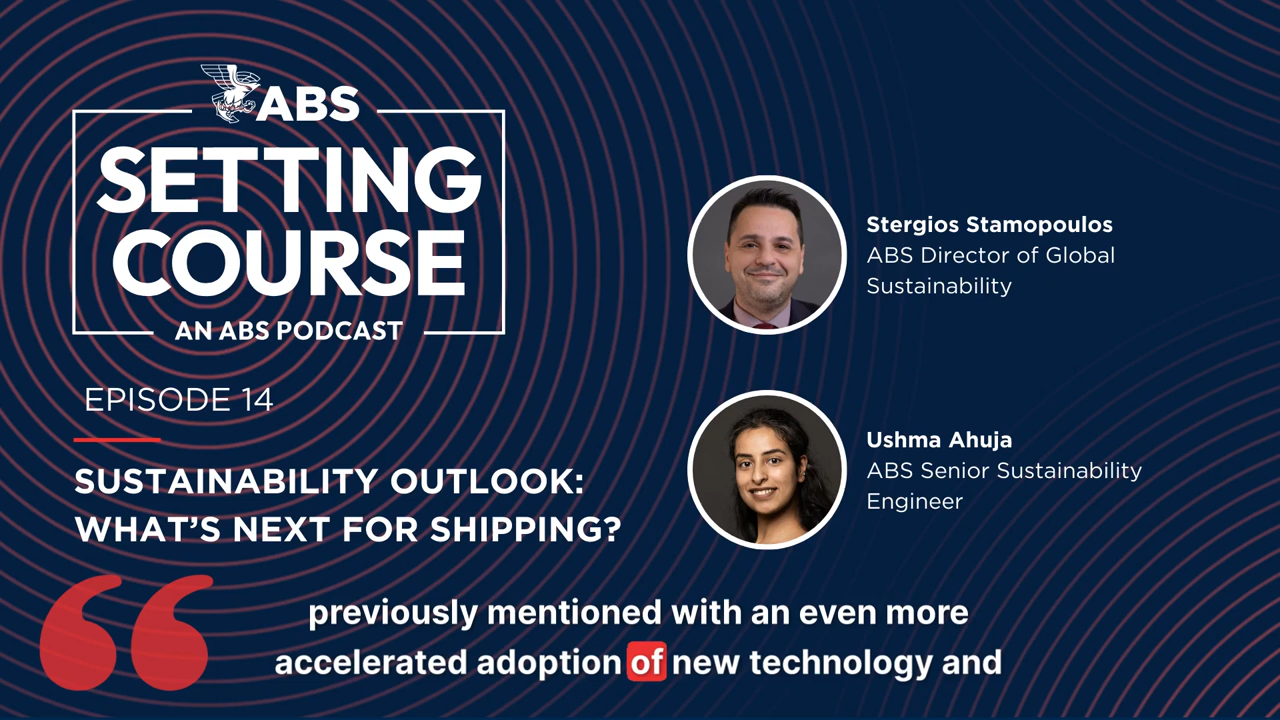 ABS
SETTING
COURSE
AN ABS PODCAST
EPISODE 14
SUSTAINABILITY OUTLOOK:
WHAT'S NEXT FOR SHIPPING?
Stergios Stamopoulos
ABS Director of Global
Sustainability
Ushma Ahuja
ABS Senior Sustainability
Engineer
previously mentioned with an even more
accelerated adoption of new technology and